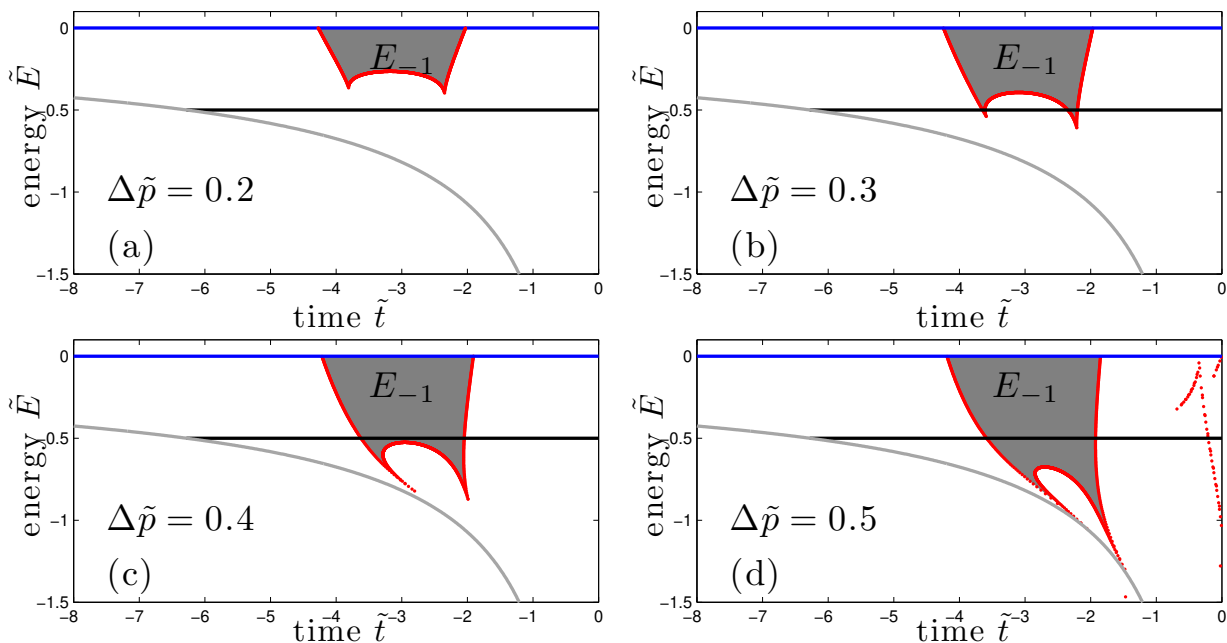 0
E₋₁
0.5
−1
Δp̃ = 0.2
(a)
−1.5
−8 −7 −6 −5 −4 −3 −2 −1 0
time t̃
energy Ẽ
0
E₋₁
0.5
−1
Δp̃ = 0.3
(b)
−1.5
−8 −7 −6 −5 −4 −3 −2 −1 0
time t̃
energy Ẽ
0
E₋₁
0.5
−1
Δp̃ = 0.4
(c)
−1.5
−8 −7 −6 −5 −4 −3 −2 −1 0
time t̃
energy Ẽ
0
E₋₁
0.5
−1
Δp̃ = 0.5
(d)
−1.5
−8 −7 −6 −5 −4 −3 −2 −1 0
time t̃
energy Ẽ